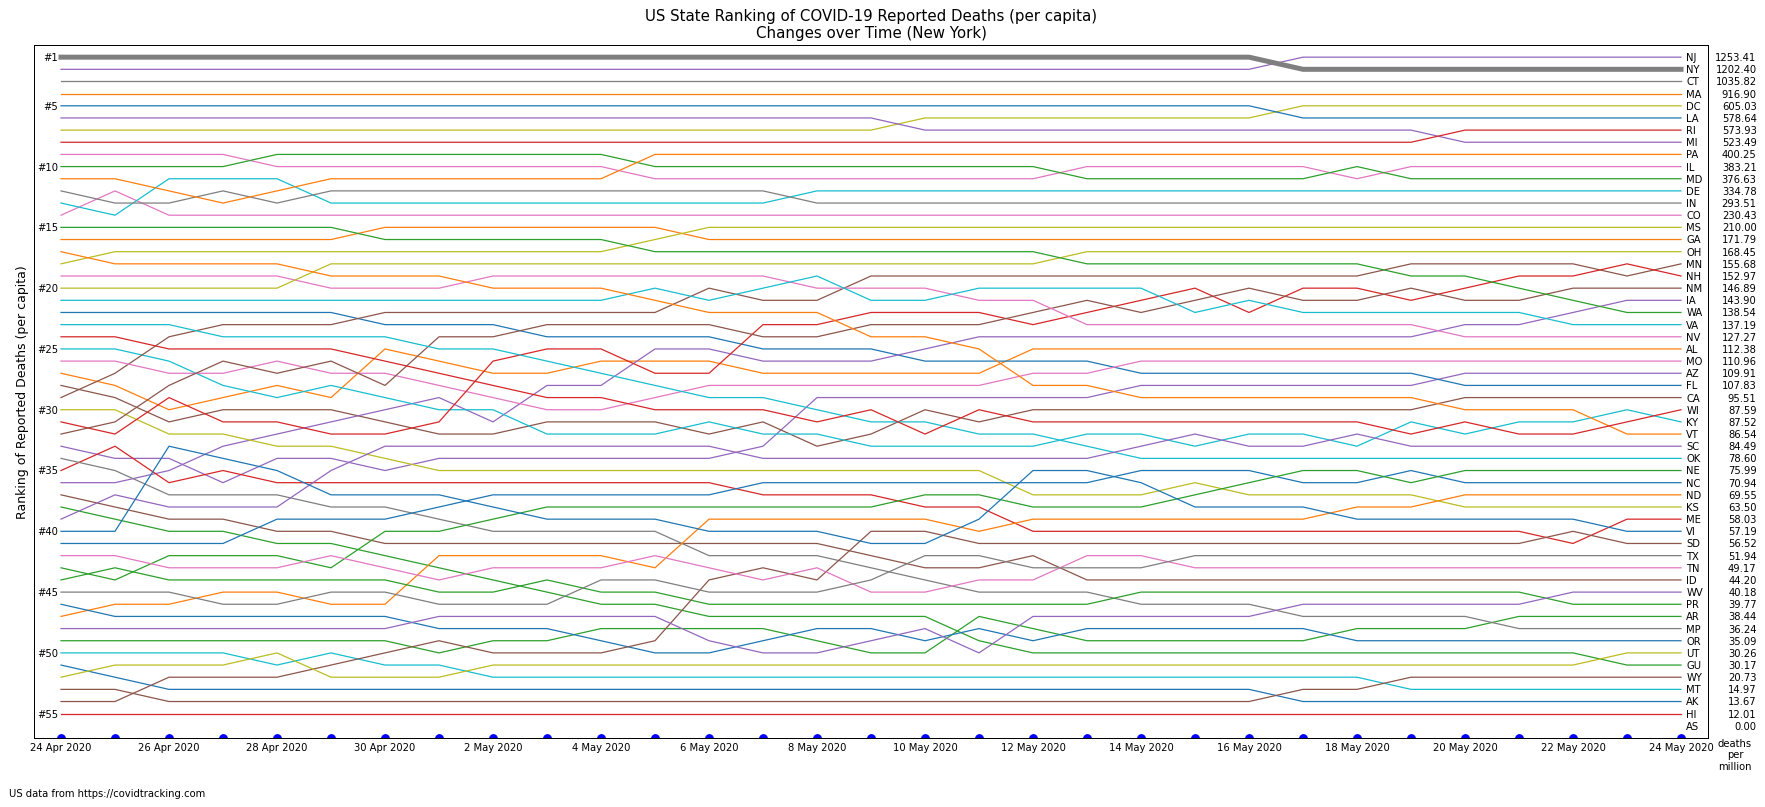 US State Ranking of COVID-19 Reported Deaths (per capita)
Changes over Time (New York)
Ranking of Reported Deaths (per capita)
#1
#5
#10
#15
#20
#25
#30
#35
#40
#45
#50
#55
NJ 1253.41
NY 1202.40
CT 1035.82
MA 916.90
DC 605.03
LA 578.64
RI 573.93
MI 523.49
PA 400.25
IL 383.21
MD 376.63
DE 334.78
IN 293.51
CO 230.43
MS 210.00
GA 171.79
OH 168.45
MN 155.68
NH 152.97
NM 146.89
IA 143.90
WA 138.54
VA 137.19
NV 127.27
AL 112.38
MO 110.96
AZ 109.91
FL 107.83
CA 95.51
WI 87.59
KY 87.52
VT 86.54
SC 84.49
OK 78.60
NE 75.99
NC 70.94
ND 69.55
KS 63.50
ME 58.03
VI 57.19
SD 56.52
TX 51.94
TN 49.17
ID 44.20
WV 40.18
PR 39.77
AR 38.44
MP 36.24
OR 35.09
UT 30.26
GU 30.17
WY 20.73
MT 14.97
AK 13.67
HI 12.01
AS 0.00
24 Apr 2020 26 Apr 2020 28 Apr 2020 30 Apr 2020 2 May 2020 4 May 2020 6 May 2020 8 May 2020 10 May 2020 12 May 2020 14 May 2020 16 May 2020 18 May 2020 20 May 2020 22 May 2020 24 May 2020
deaths
per
million
US data from https://covidtracking.com